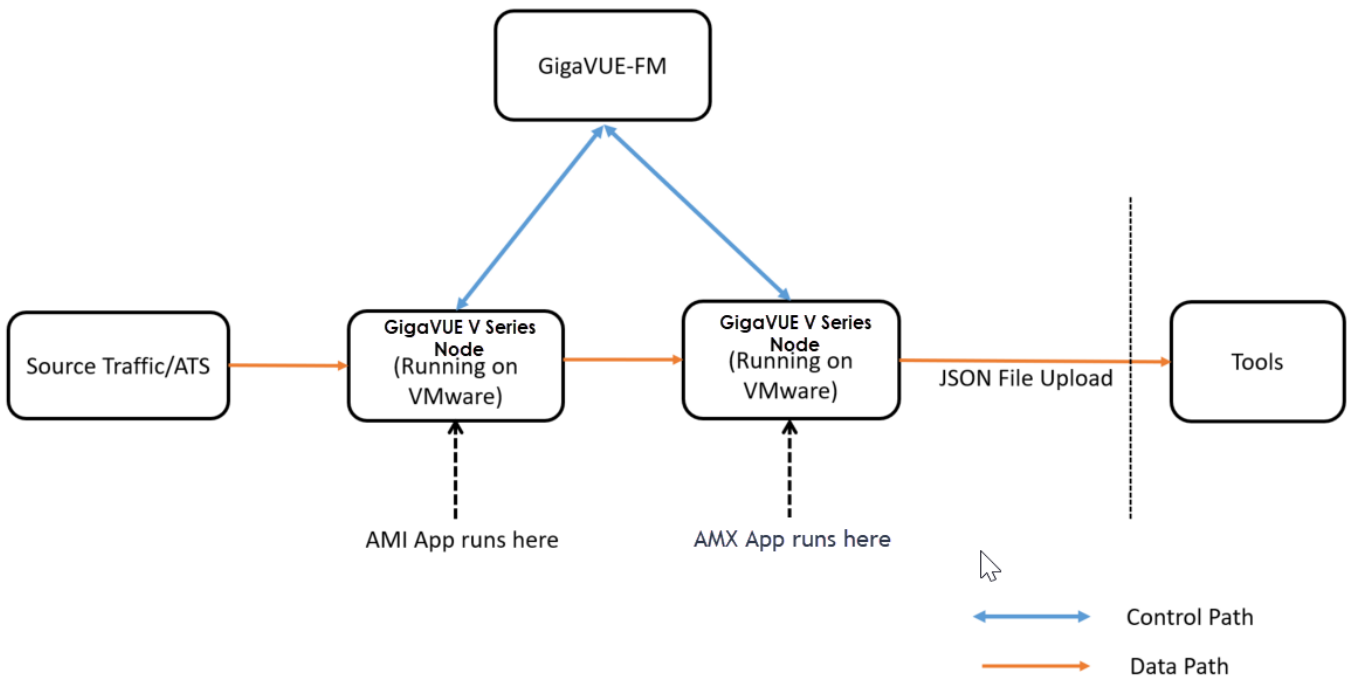 GigaVUE-FM
Source Traffic/ATS
GigaVUE V Series
Node
(Running on
VMware)
GigaVUE V Series
Node
(Running on
VMware)
JSON File Upload
Tools
AMI App runs here
AMX App runs here
Control Path
Data Path